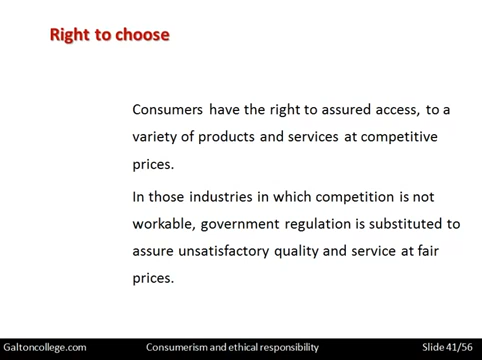 Right to choose
Consumers have the right to assured access, to a
variety of products and services at competitive
prices.
In those industries in which competition is not
workable, government regulation is substituted to
assure unsatisfactory quality and service at fair
prices.
Galtoncollege.com Consumerism and ethical responsibility Slide 41/56